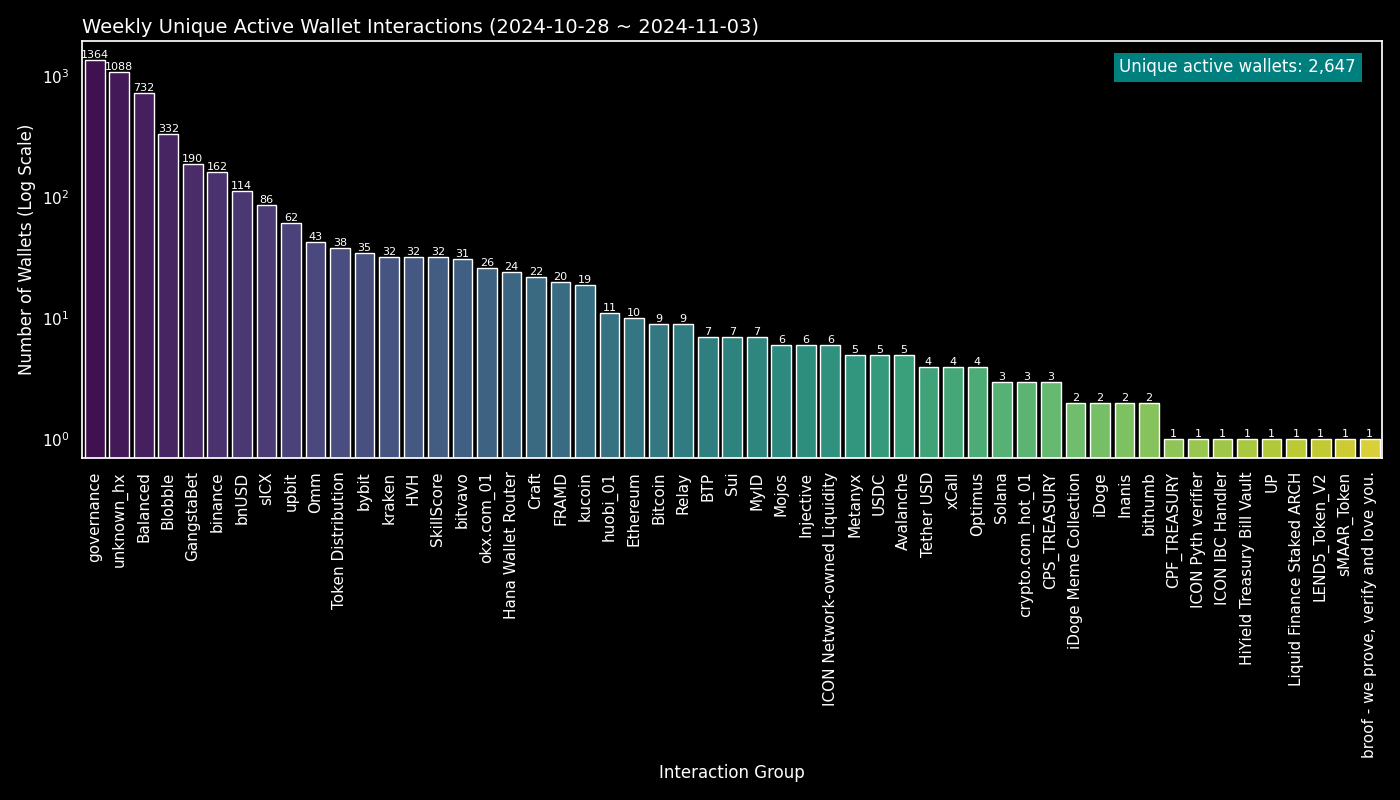 Weekly Unique Active Wallet Interactions (2024-10-28 ~ 2024-11-03)
Unique active wallets: 2,647
Number of Wallets (Log Scale)
10³
10²
10¹
10⁰
1364
1088
732
332
190
162
114
86
62
43
38
35
32
32
32
31
26
24
22
20
19
11
10
9
9
7
7
7
6
6
6
5
5
5
4
4
4
3
3
3
2
2
2
2
1
1
1
1
1
1
1
1
1
governance
unknown_hx
Balanced
Blobble
GangstaBet
binance
bnUSD
sICX
upbit
Omm
Token Distribution
bybit
kraken
HVH
SkillScore
bitvavo
okx.com_01
Hana Wallet Router
Craft
FRAMD
kucoin
huobi_01
Ethereum
Bitcoin
Relay
BTP
Sui
MyID
Mojos
Injective
ICON Network-owned Liquidity
Metanyx
USDC
Avalanche
Tether USD
xCall
Optimus
Solana
crypto.com_hot_01
CPS_TREASURY
iDoge Meme Collection
iDoge
Inanis
bithumb
CPF_TREASURY
ICON Pyth verifier
ICON IBC Handler
HiYield Treasury Bill Vault
UP
Liquid Finance Staked ARCH
LEND5_Token_V2
sMAAR_Token
broof - we prove, verify and love you.
Interaction Group